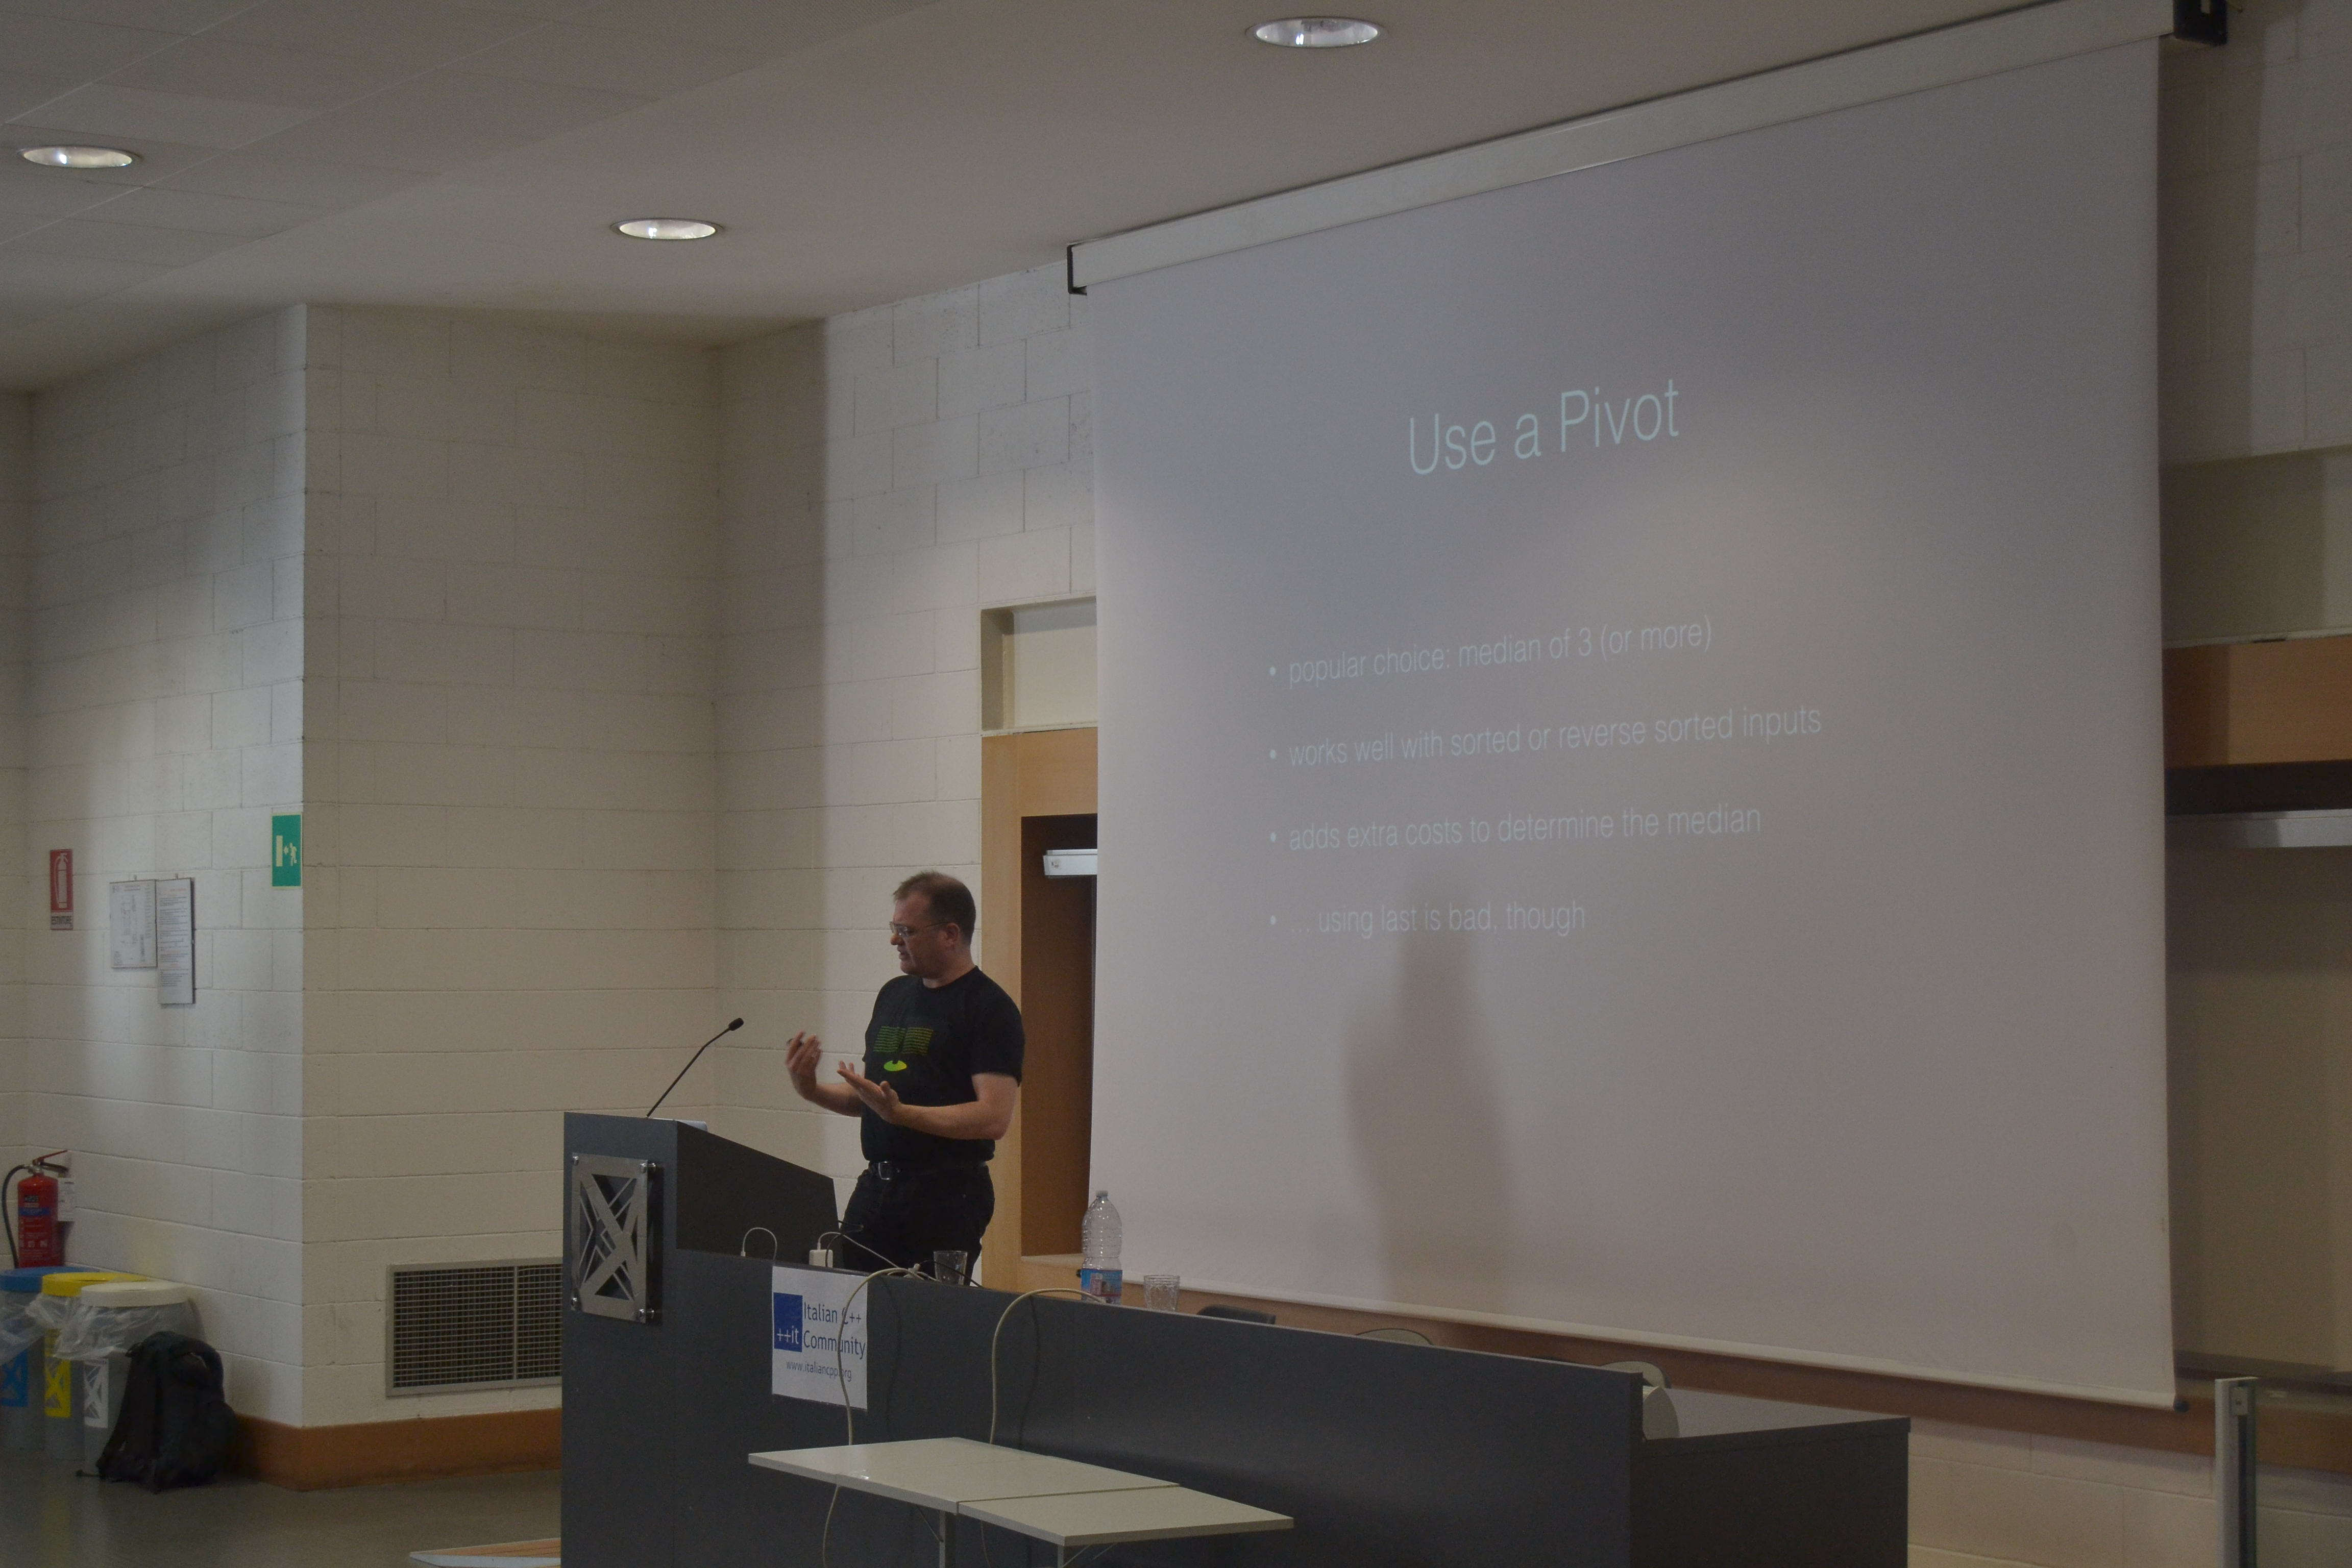 Use a Pivot
• popular choice: median of 3 (or more)
• works well with sorted or reverse sorted inputs
• adds extra costs to determine the median
• ... using last is bad, though
ESTINTORE
++it
Italian C++
Community
www.italiancpp.org